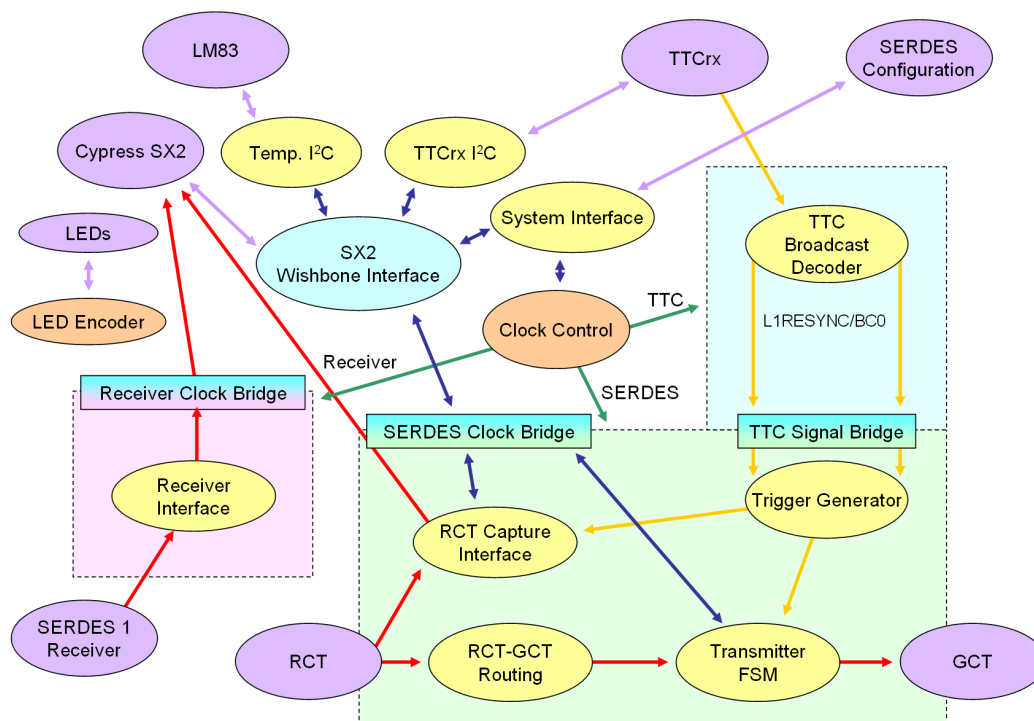 LM83
TTCrx
SERDES
Configuration
Cypress SX2
Temp. I²C
TTCrx I²C
System Interface
LEDs
SX2
Wishbone Interface
TTC
Broadcast
Decoder
LED Encoder
Clock Control
TTC
L1RESYNC/BC0
Receiver
SERDES
Receiver Clock Bridge
SERDES Clock Bridge
TTC Signal Bridge
Receiver
Interface
Trigger Generator
RCT Capture
Interface
SERDES 1
Receiver
RCT
RCT-GCT
Routing
Transmitter
FSM
GCT